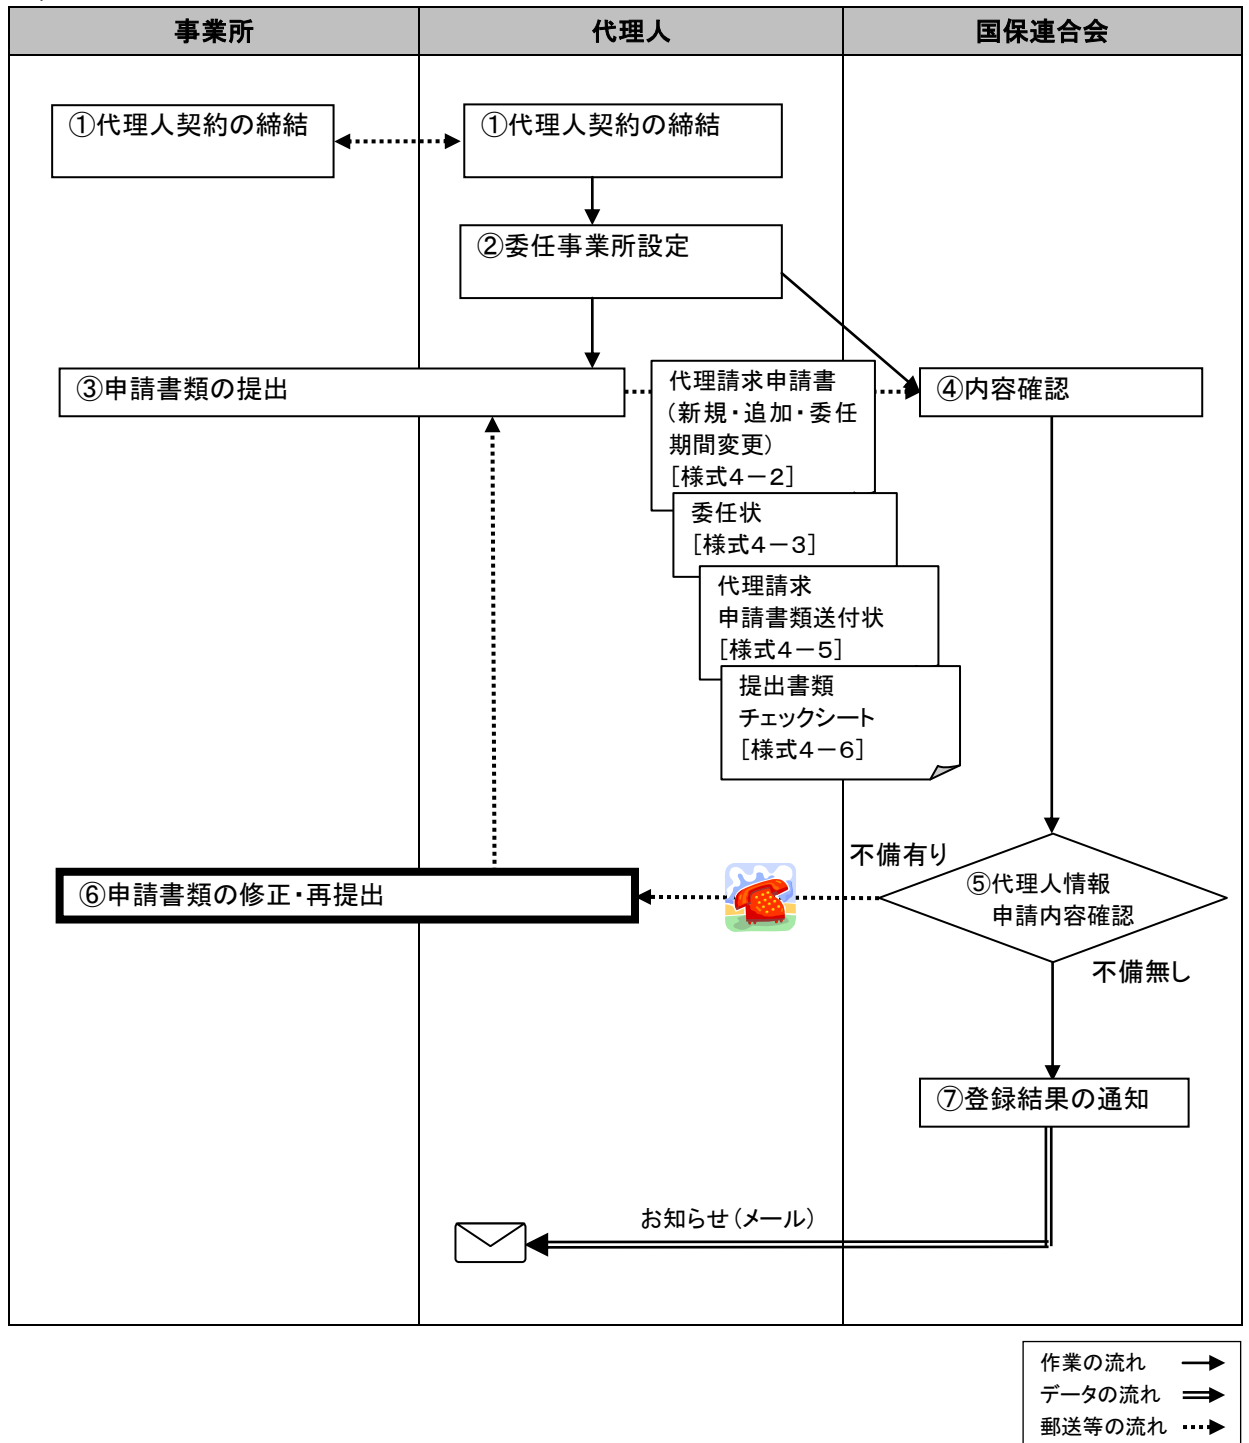 事業所
代理人
国保連合会
①代理人契約の締結
①代理人契約の締結
②委任事業所設定
③申請書類の提出
代理請求申請書
（新規・追加・委任
期間変更）
［様式４－２］
④内容確認
委任状
［様式４－３］
代理請求
申請書類送付状
［様式４－５］
提出書類
チェックシート
［様式４－６］
不備有り
⑤代理人情報
申請内容確認
⑥申請書類の修正・再提出
不備無し
⑦登録結果の通知
お知らせ（メール）
作業の流れ
データの流れ
郵送等の流れ